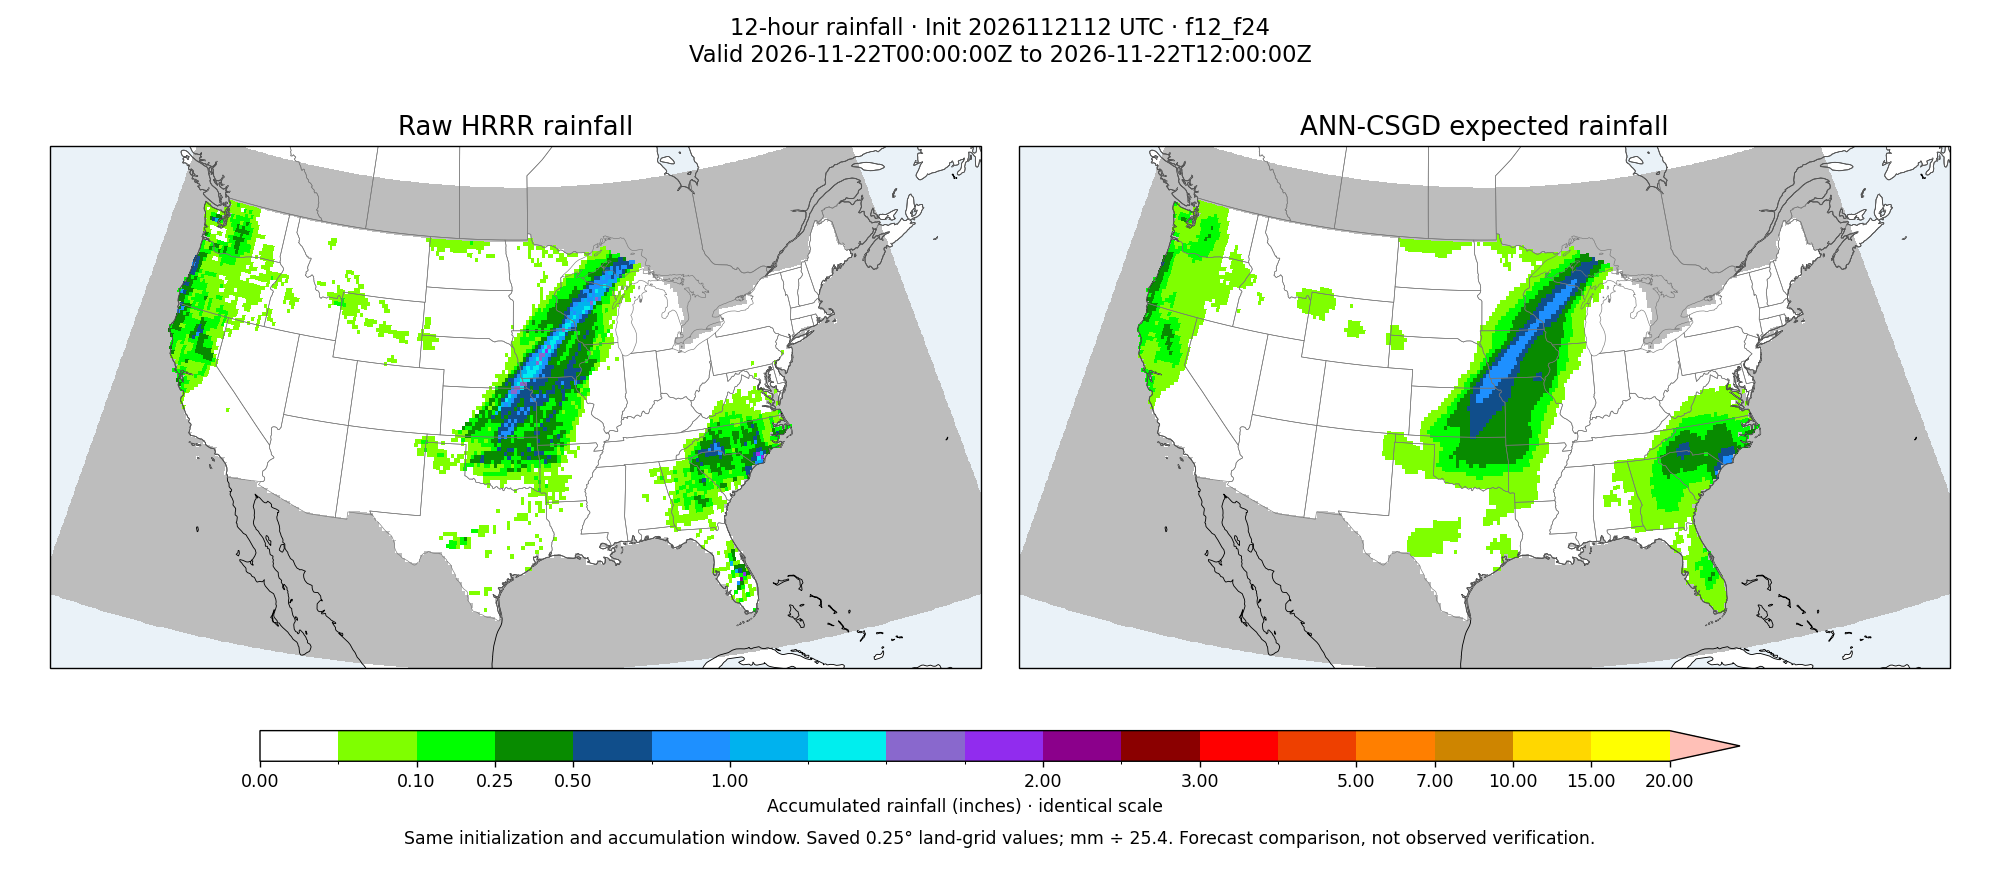 12-hour rainfall · Init 2026112112 UTC · f12_f24
Valid 2026-11-22T00:00:00Z to 2026-11-22T12:00:00Z
Raw HRRR rainfall
ANN-CSGD expected rainfall
0.00 0.10 0.25 0.50 1.00 2.00 3.00 5.00 7.00 10.00 15.00 20.00
Accumulated rainfall (inches) · identical scale
Same initialization and accumulation window. Saved 0.25° land-grid values; mm ÷ 25.4. Forecast comparison, not observed verification.